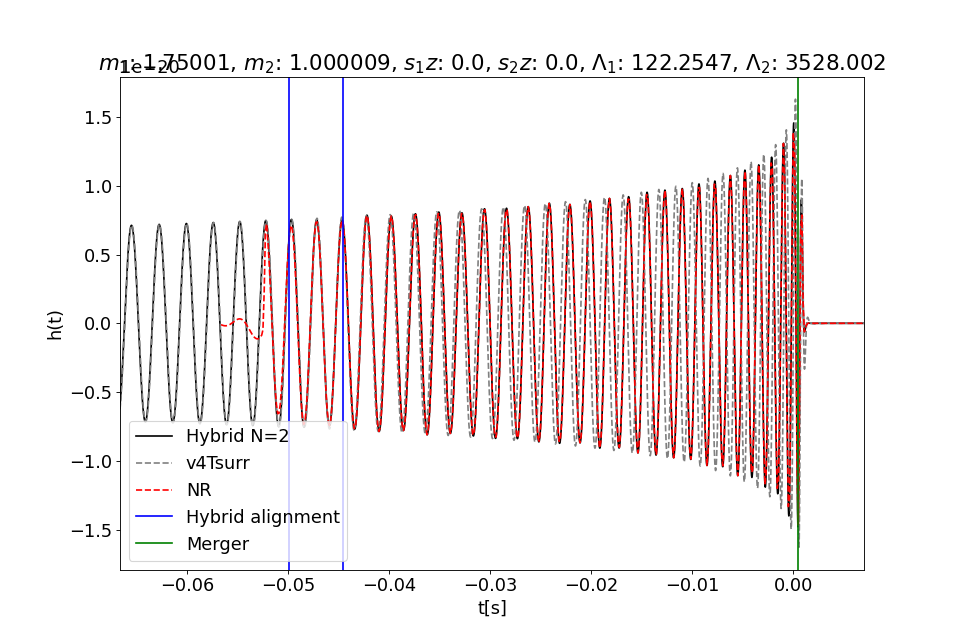 m₁: 1.75001, m₂: 1.000009, s₁z: 0.0, s₂z: 0.0, Λ₁: 122.2547, Λ₂: 3528.002
1e−20
1.5
1.0
0.5
0.0
−0.5
−1.0
−1.5
h(t)
Hybrid N=2
v4Tsurr
NR
Hybrid alignment
Merger
−0.06 −0.05 −0.04 −0.03 −0.02 −0.01 0.00
t[s]